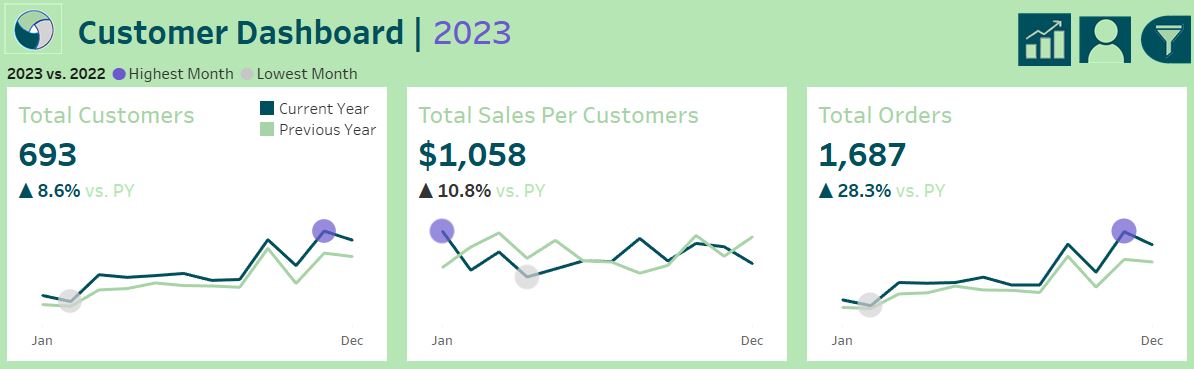 Customer Dashboard | 2023
2023 vs. 2022 Highest Month Lowest Month
Total Customers
Current Year
Previous Year
693
▲ 8.6% vs. PY
Jan Dec
Total Sales Per Customers
$1,058
▲ 10.8% vs. PY
Jan Dec
Total Orders
1,687
▲ 28.3% vs. PY
Jan Dec